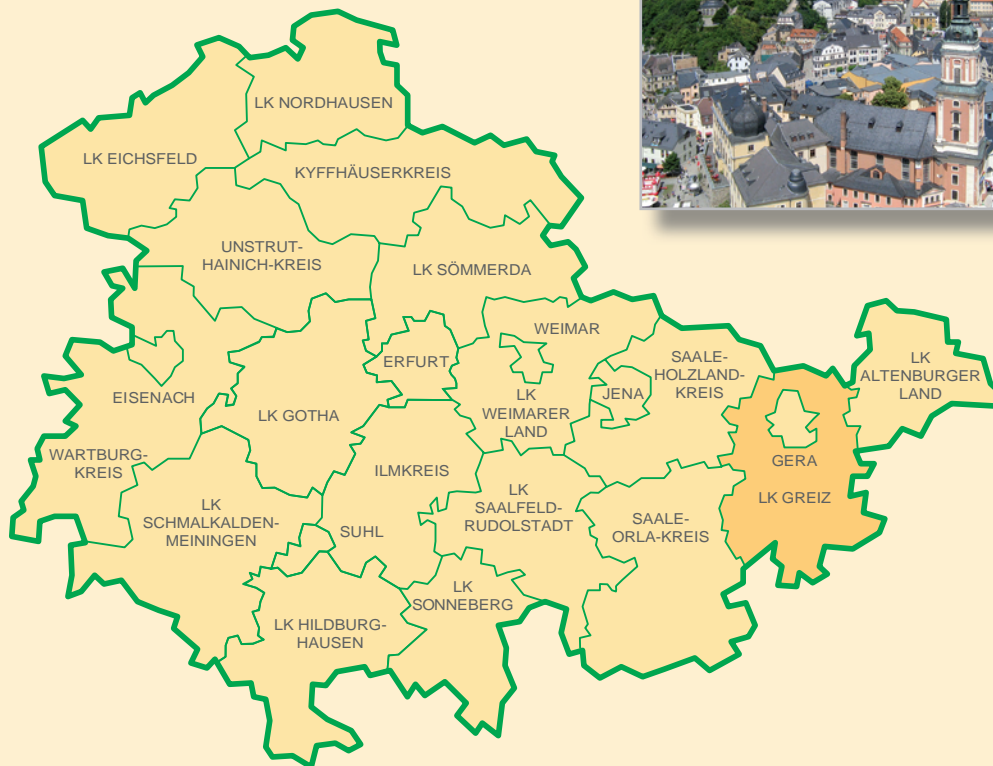 LK NORDHAUSEN
LK EICHSFELD
KYFFHÄUSERKREIS
UNSTRUT-
HAINICH-KREIS
LK SÖMMERDA
WEIMAR
ERFURT
SAALE-
HOLZLAND-
KREIS
LK
ALTENBURGER
LAND
EISENACH
LK GOTHA
LK
WEIMARER
LAND
JENA
WARTBURG-
KREIS
ILMKREIS
GERA
LK GREIZ
LK
SCHMALKALDEN-
MEININGEN
SUHL
LK
SAALFELD-
RUDOLSTADT
SAALE-
ORLA-KREIS
LK
SONNEBERG
LK HILDBURG-
HAUSEN